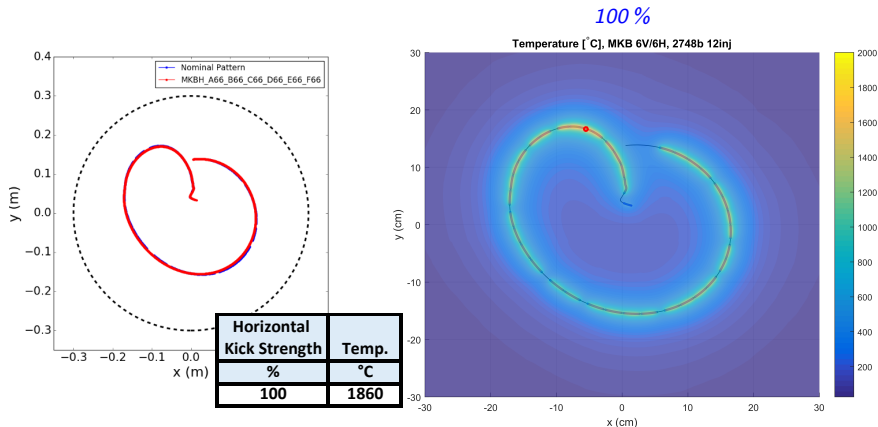 100 %
0.4
0.3
0.2
0.1
0.0
−0.1
−0.2
−0.3
y (m)
−0.3 −0.2 −0.1 0.0
x (m)
Nominal Pattern
MKBH_A66_B66_C66_D66_E66_F66
Horizontal
Kick Strength Temp.
% °C
100 1860
Temperature [°C], MKB 6V/6H, 2748b 12inj
30
20
10
0
-10
-20
-30
y (cm)
-30 -20 -10 0 10 20 30
x (cm)
2000
1800
1600
1400
1200
1000
800
600
400
200